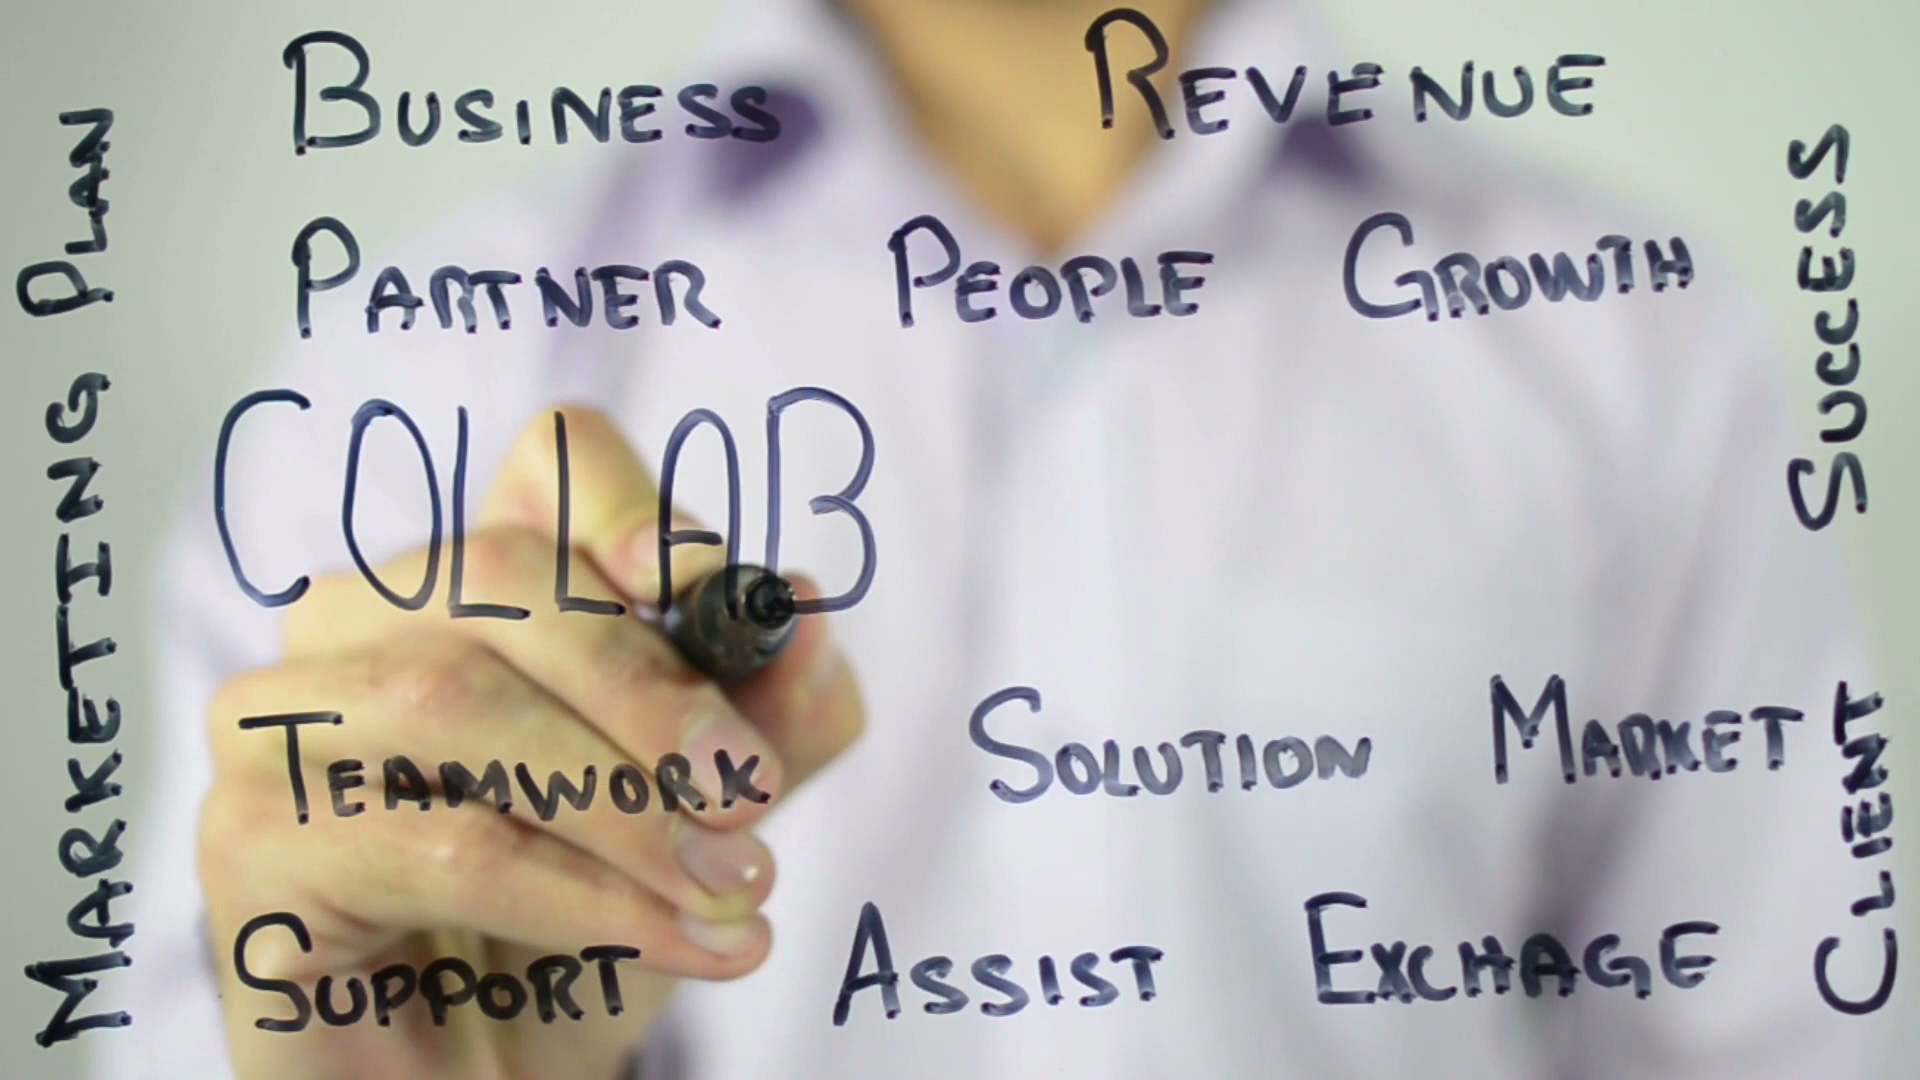 BUSINESS REVENUE
PARTNER PEOPLE GROWTH
COLLAB
TEAMWORK SOLUTION MARKET
SUPPORT ASSIST EXCHAGE
MARKETING PLAN
SUCCESS
CLIENT